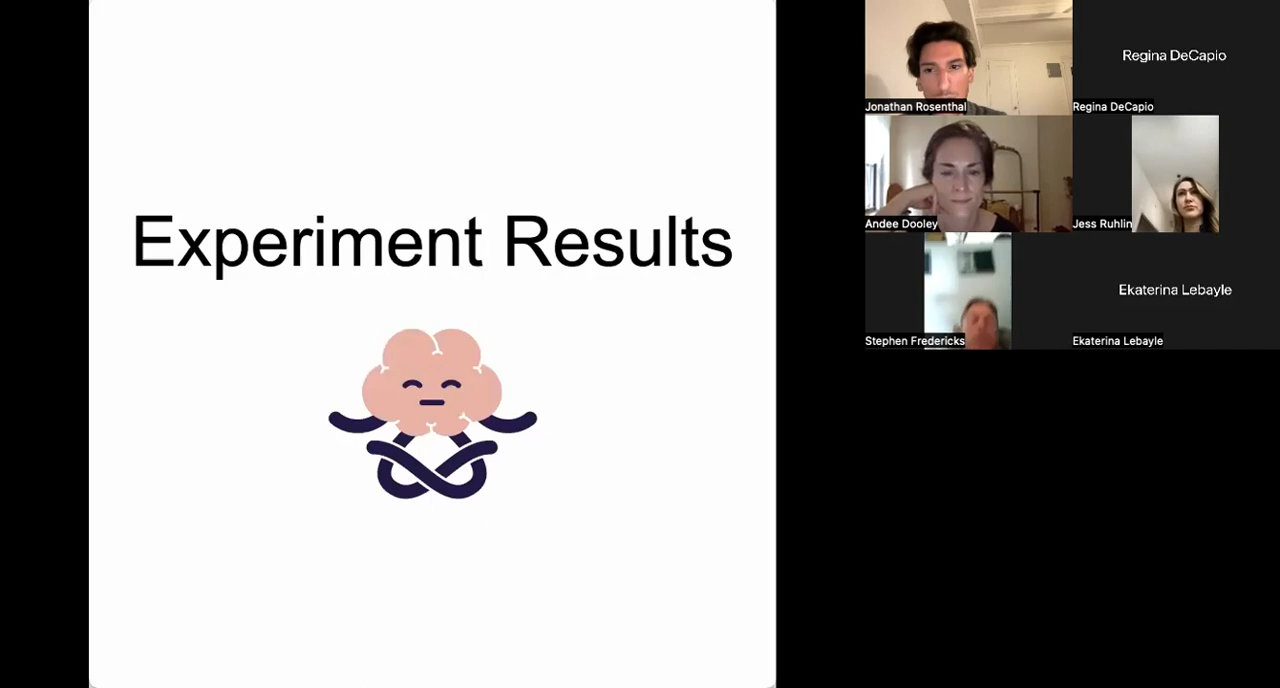 Experiment Results
Regina DeCapio
Jonathan Rosenthal
Regina DeCapio
Andee Dooley
Jess Ruhlin
Ekaterina Lebayle
Stephen Fredericks
Ekaterina Lebayle